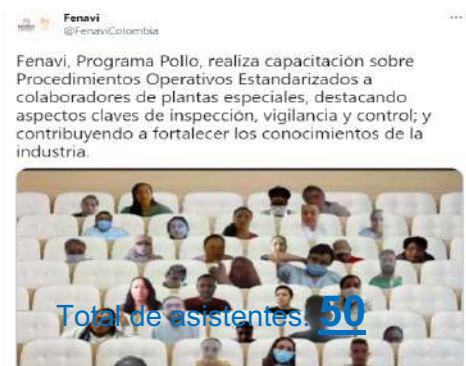 Fenavi
@FenaviColombia
Fenavi, Programa Pollo, realiza capacitación sobre
Procedimientos Operativos Estandarizados a
colaboradores de plantas especiales, destacando
aspectos claves de inspección, vigilancia y control; y
contribuyendo a fortalecer los conocimientos de la
industria.
Total de asistentes: 50